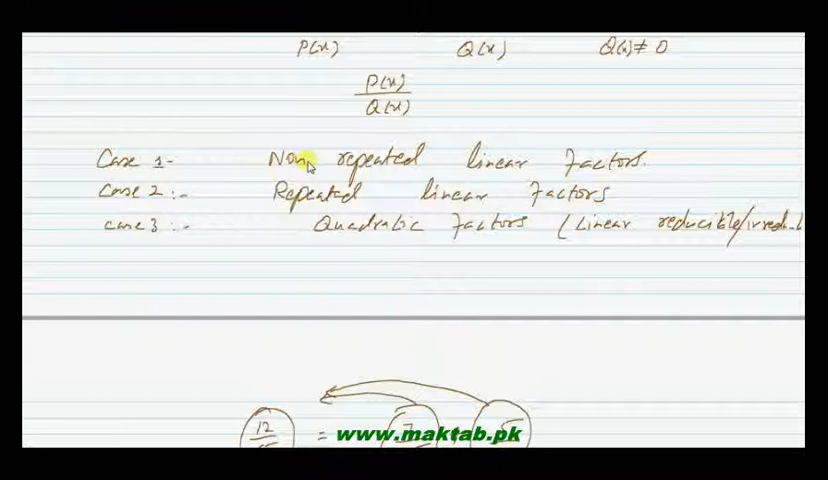 P(x) Q(x) Q(x) ≠ 0
P(x)
Q(x)
Case 1- Non repeated linear Factors.
Case 2 :- Repeated linear Factors
case 3 :- Quadratic Factors (Linear reducible/
12 =
www.maktab.pk